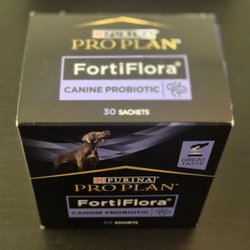 PURINA
PRO PLAN®
FortiFlora®
CANINE PROBIOTIC
30 SACHETS
GREAT TASTE
PURINA
PRO PLAN®
FortiFlora®
CANINE PROBIOTIC
30 SACHETS